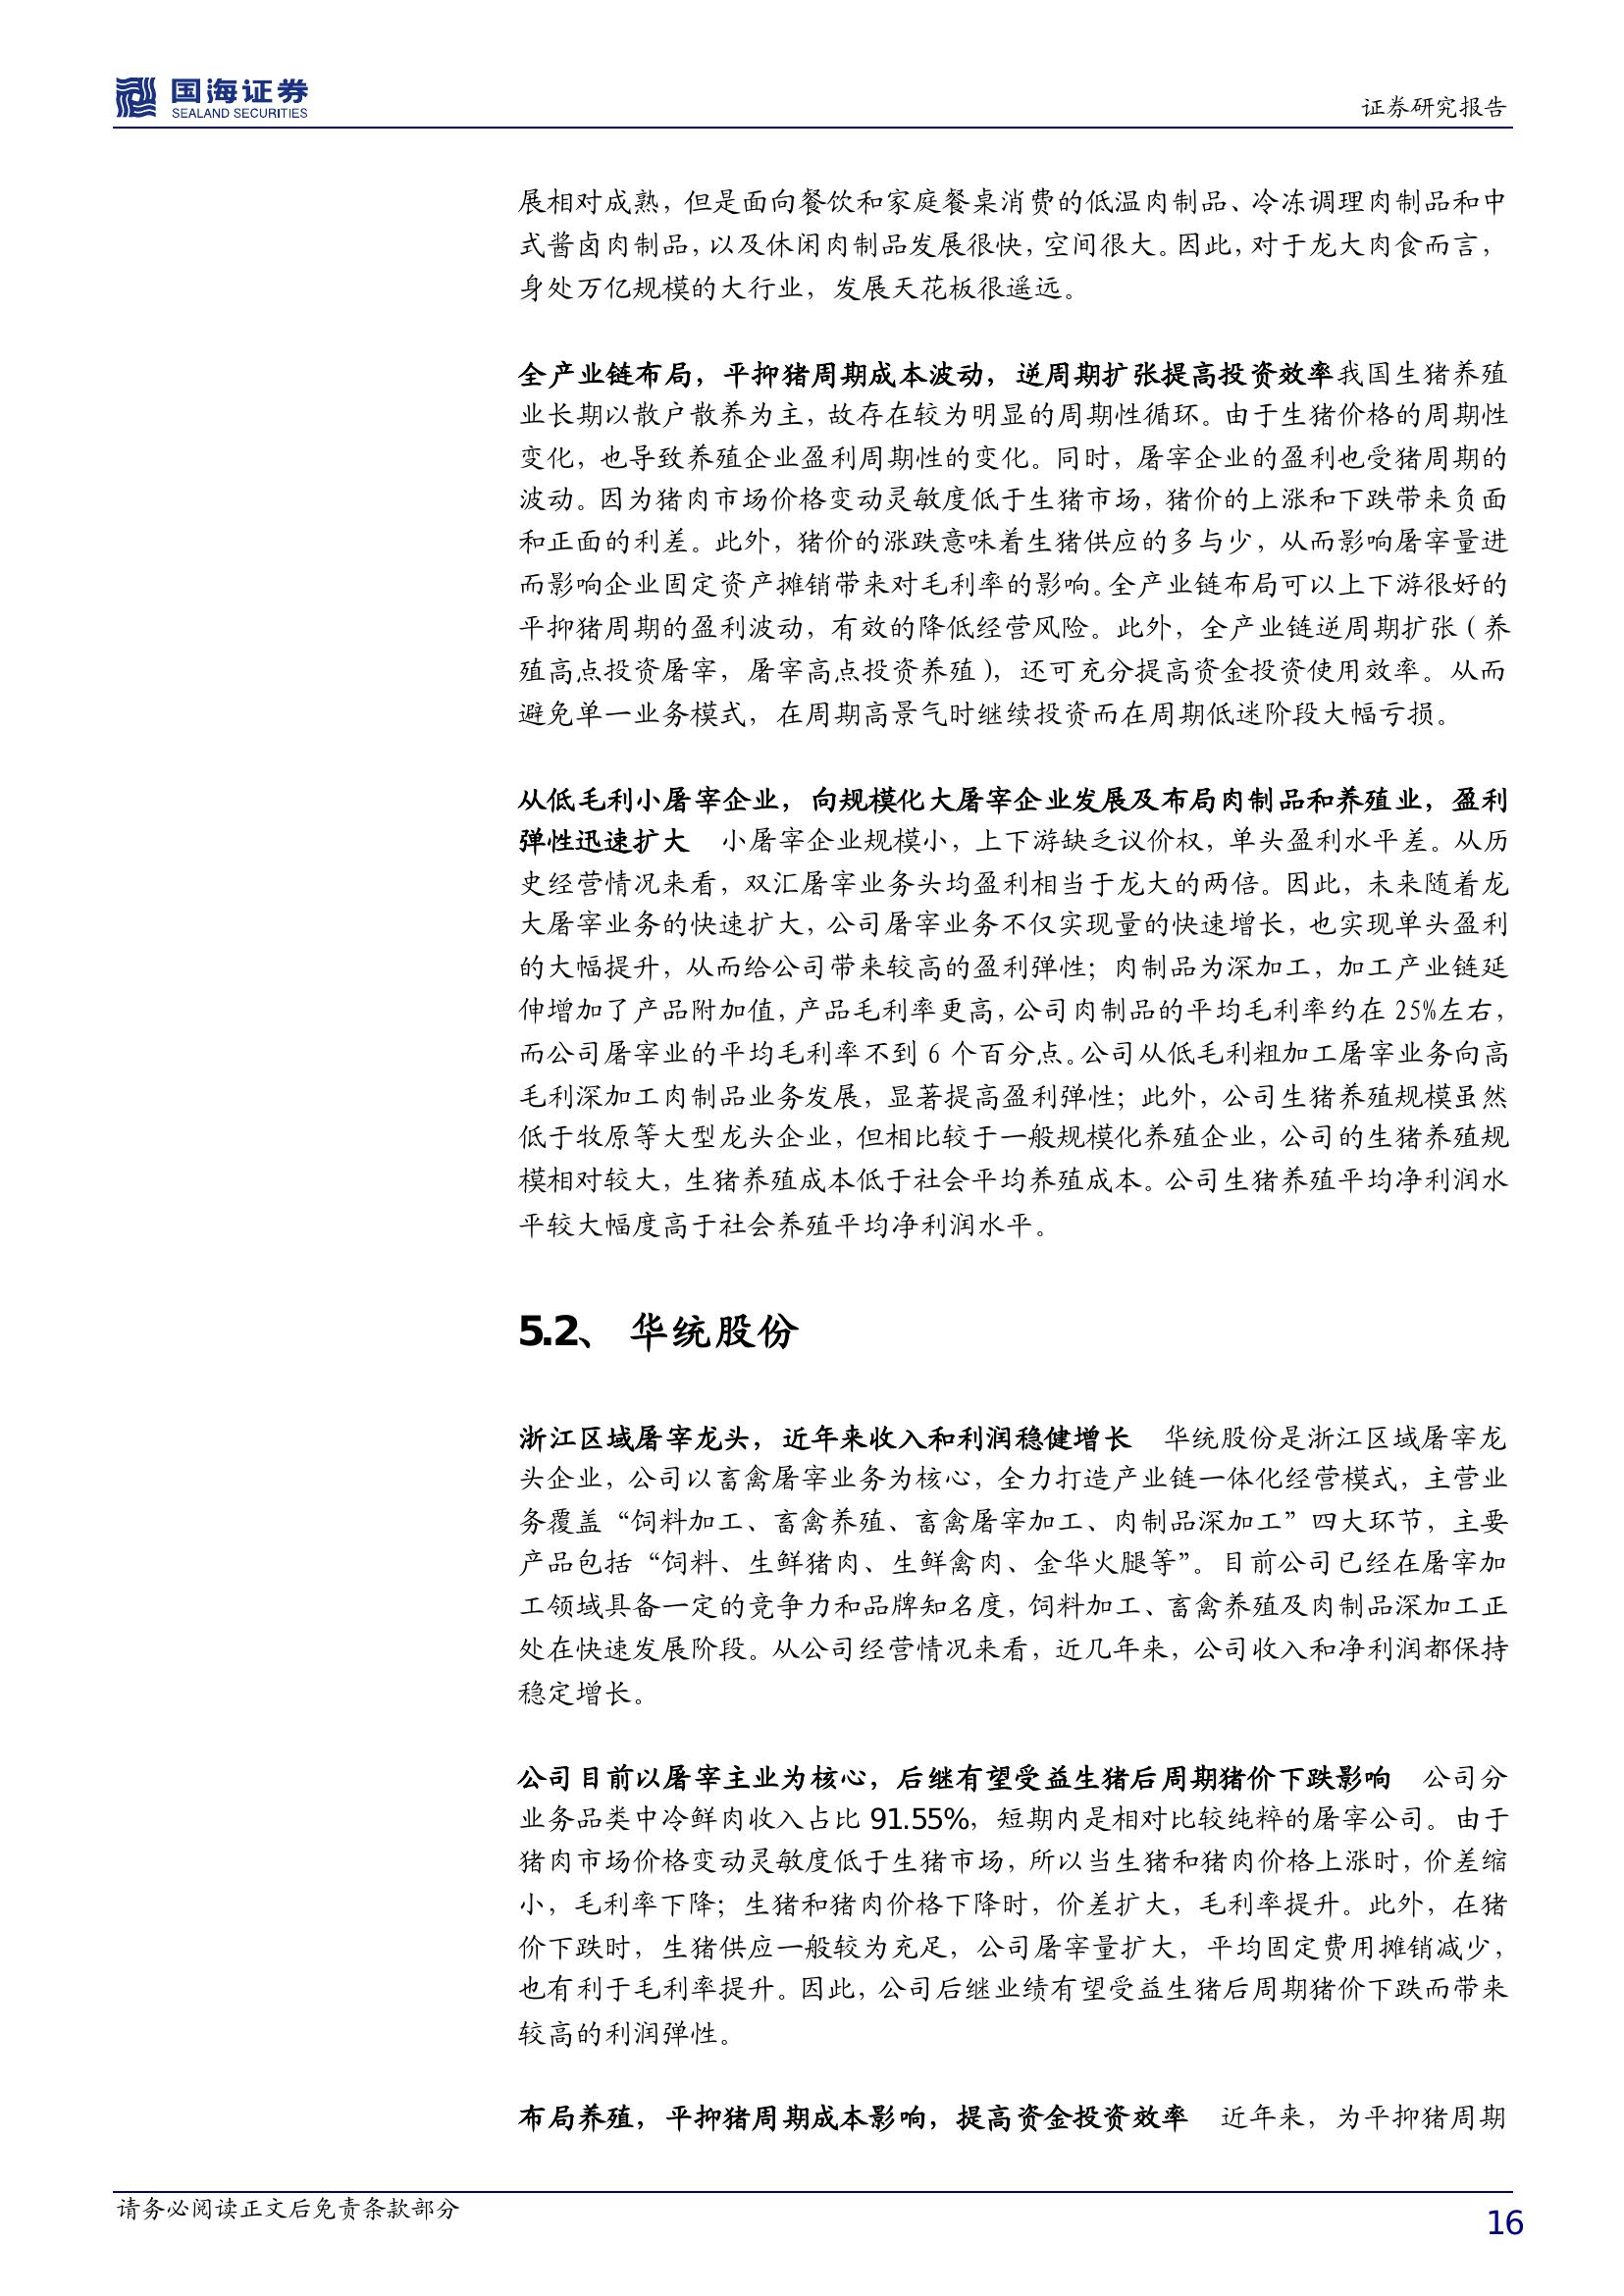 国海证券
SEALAND SECURITIES
证券研究报告
展相对成熟，但是面向餐饮和家庭餐桌消费的低温肉制品、冷冻调理肉制品和中
式酱卤肉制品，以及休闲肉制品发展很快，空间很大。因此，对于龙大肉食而言，
身处万亿规模的大行业，发展天花板很遥远。
全产业链布局，平抑猪周期成本波动，逆周期扩张提高投资效率我国生猪养殖
业长期以散户散养为主，故存在较为明显的周期性循环。由于生猪价格的周期性
变化，也导致养殖企业盈利周期性的变化。同时，屠宰企业的盈利也受猪周期的
波动。因为猪肉市场价格变动灵敏度低于生猪市场，猪价的上涨和下跌带来负面
和正面的利差。此外，猪价的涨跌意味着生猪供应的多与少，从而影响屠宰量进
而影响企业固定资产摊销带来对毛利率的影响。全产业链布局可以上下游很好的
平抑猪周期的盈利波动，有效的降低经营风险。此外，全产业链逆周期扩张（养
殖高点投资屠宰，屠宰高点投资养殖），还可充分提高资金投资使用效率。从而
避免单一业务模式，在周期高景气时继续投资而在周期低迷阶段大幅亏损。
从低毛利小屠宰企业，向规模化大屠宰企业发展及布局肉制品和养殖业，盈利
弹性迅速扩大 小屠宰企业规模小，上下游缺乏议价权，单头盈利水平差。从历
史经营情况来看，双汇屠宰业务头均盈利相当于龙大的两倍。因此，未来随着龙
大屠宰业务的快速扩大，公司屠宰业务不仅实现量的快速增长，也实现单头盈利
的大幅提升，从而给公司带来较高的盈利弹性；肉制品为深加工，加工产业链延
伸增加了产品附加值，产品毛利率更高，公司肉制品的平均毛利率约在 25%左右，
而公司屠宰业的平均毛利率不到 6 个百分点。公司从低毛利粗加工屠宰业务向高
毛利深加工肉制品业务发展，显著提高盈利弹性；此外，公司生猪养殖规模虽然
低于牧原等大型龙头企业，但相比较于一般规模化养殖企业，公司的生猪养殖规
模相对较大，生猪养殖成本低于社会平均养殖成本。公司生猪养殖平均净利润水
平较大幅度高于社会养殖平均净利润水平。
5.2、 华统股份
浙江区域屠宰龙头，近年来收入和利润稳健增长 华统股份是浙江区域屠宰龙
头企业，公司以畜禽屠宰业务为核心，全力打造产业链一体化经营模式，主营业
务覆盖“饲料加工、畜禽养殖、畜禽屠宰加工、肉制品深加工”四大环节，主要
产品包括“饲料、生鲜猪肉、生鲜禽肉、金华火腿等”。目前公司已经在屠宰加
工领域具备一定的竞争力和品牌知名度，饲料加工、畜禽养殖及肉制品深加工正
处在快速发展阶段。从公司经营情况来看，近几年来，公司收入和净利润都保持
稳定增长。
公司目前以屠宰主业为核心，后继有望受益生猪后周期猪价下跌影响 公司分
业务品类中冷鲜肉收入占比 91.55%，短期内是相对比较纯粹的屠宰公司。由于
猪肉市场价格变动灵敏度低于生猪市场，所以当生猪和猪肉价格上涨时，价差缩
小，毛利率下降；生猪和猪肉价格下降时，价差扩大，毛利率提升。此外，在猪
价下跌时，生猪供应一般较为充足，公司屠宰量扩大，平均固定费用摊销减少，
也有利于毛利率提升。因此，公司后继业绩有望受益生猪后周期猪价下跌而带来
较高的利润弹性。
布局养殖，平抑猪周期成本影响，提高资金投资效率 近年来，为平抑猪周期
请务必阅读正文后免责条款部分
16